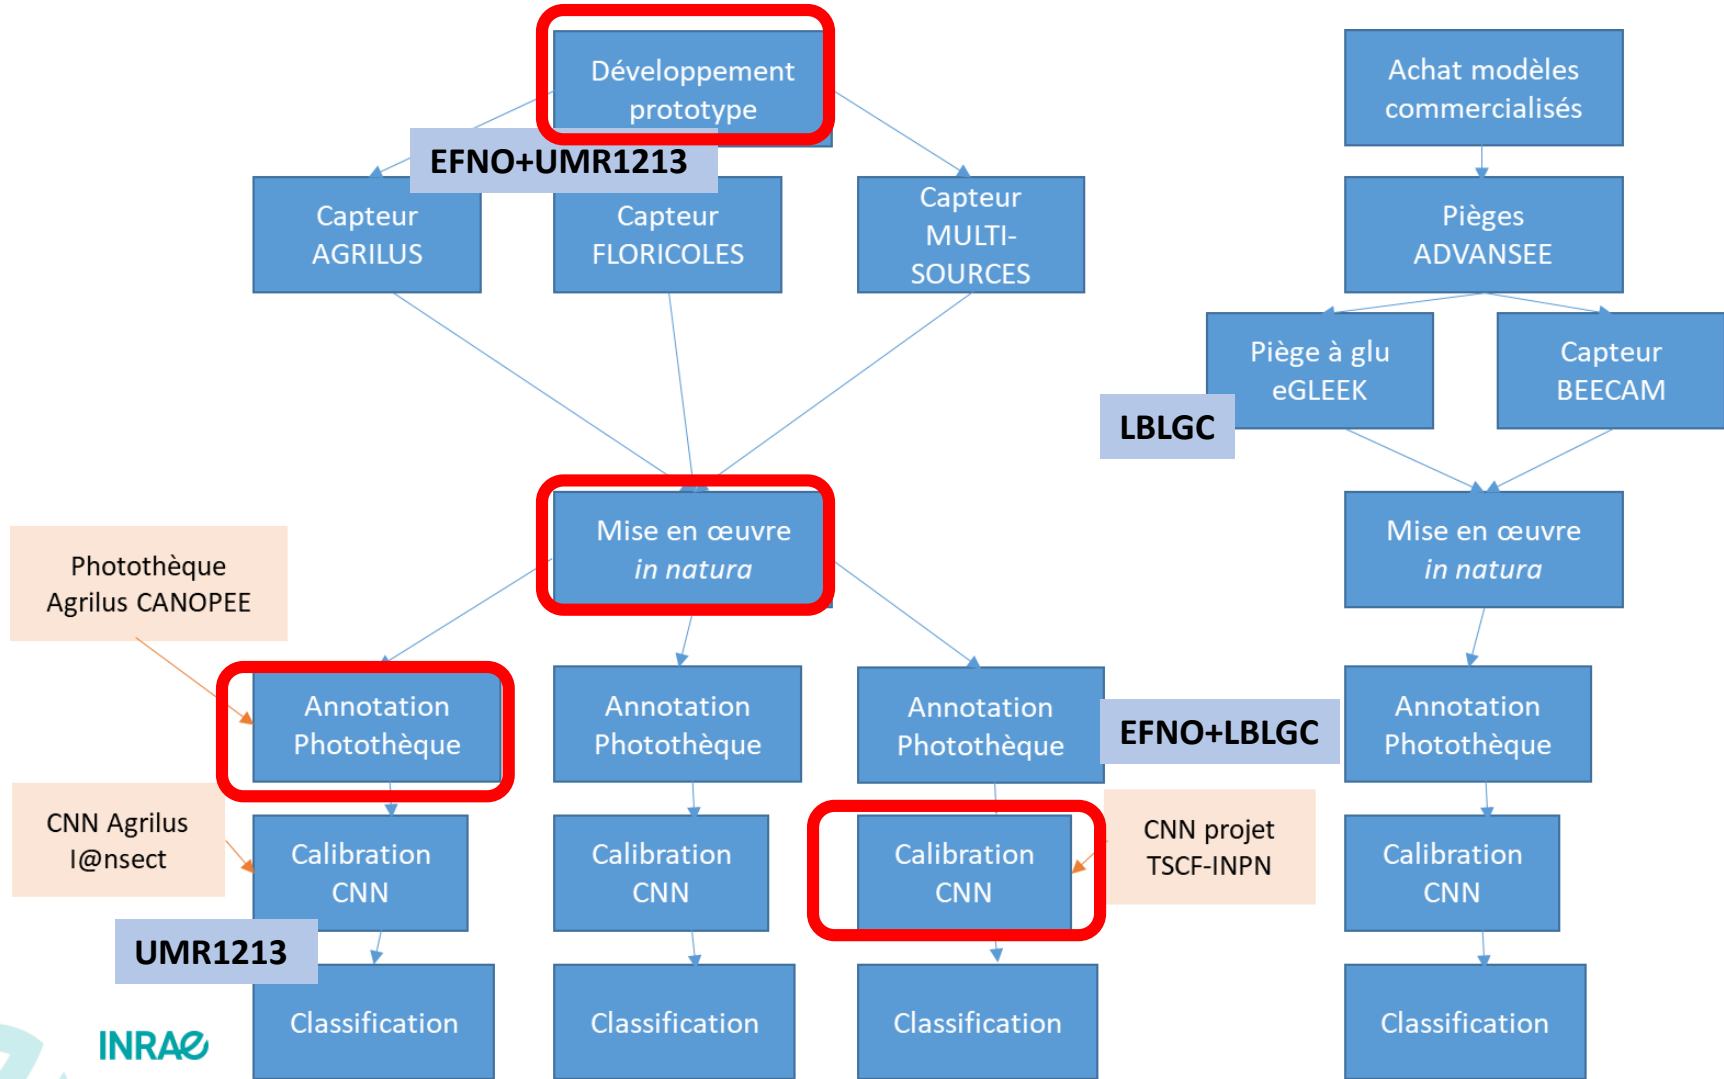 Développement
prototype
Achat modèles
commercialisés
EFNO+UMR1213
Capteur
AGRILUS
Capteur
FLORICOLES
Capteur
MULTI-
SOURCES
Pièges
ADVANSEE
Piège à glu
eGLEEK
Capteur
BEECAM
LBLGC
Mise en œuvre
in natura
Mise en œuvre
in natura
Photothèque
Agrilus CANOPEE
Annotation
Photothèque
Annotation
Photothèque
Annotation
Photothèque
EFNO+LBLGC
Annotation
Photothèque
CNN Agrilus
I@nsect
Calibration
CNN
Calibration
CNN
Calibration
CNN
CNN projet
TSCF-INPN
Calibration
CNN
UMR1213
Classification
Classification
Classification
Classification
INRAE